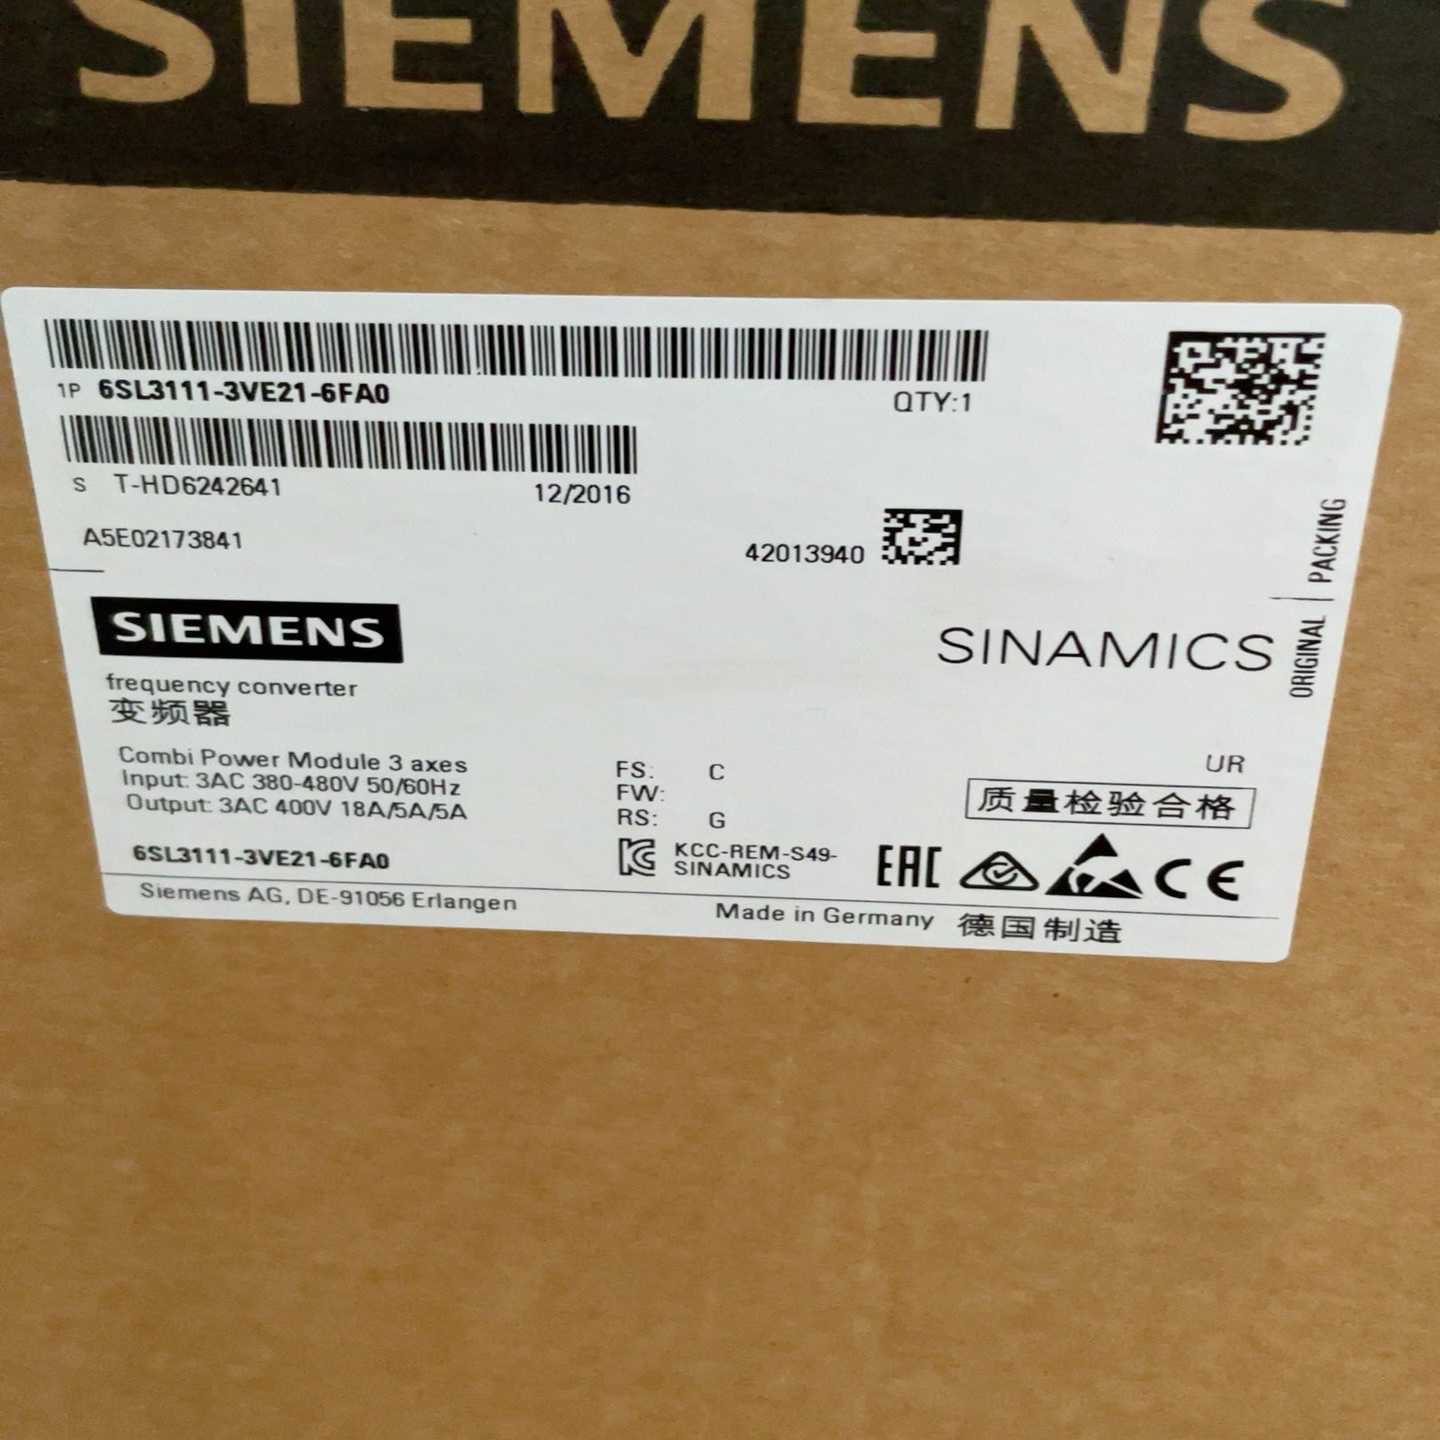 SIEMENS
1P 6SL3111-3VE21-6FA0 QTY:1
S T-HD6242641 12/2016
A5E02173841 42013940
ORIGINAL | PACKING
SIEMENS SINAMICS
frequency converter
变频器
Combi Power Module 3 axes
Input: 3AC 380-480V 50/60Hz
Output: 3AC 400V 18A/5A/5A
FS: C
FW:
RS: G
UR
质量检验合格
6SL3111-3VE21-6FA0
KCC-REM-S49-
SINAMICS
EAC CE
Siemens AG, DE-91056 Erlangen
Made in Germany 德国制造